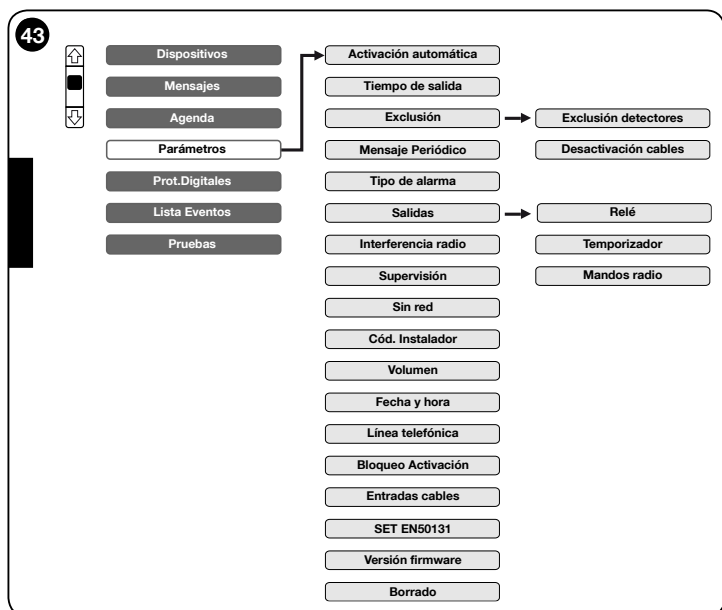 43
Dispositivos
Mensajes
Agenda
Parámetros
Prot.Digitales
Lista Eventos
Pruebas
Activación automática
Tiempo de salida
Exclusión
Mensaje Periódico
Tipo de alarma
Salidas
Interferencia radio
Supervisión
Sin red
Cód. Instalador
Volumen
Fecha y hora
Línea telefónica
Bloqueo Activación
Entradas cables
SET EN50131
Versión firmware
Borrado
Exclusión detectores
Desactivación cables
Relé
Temporizador
Mandos radio